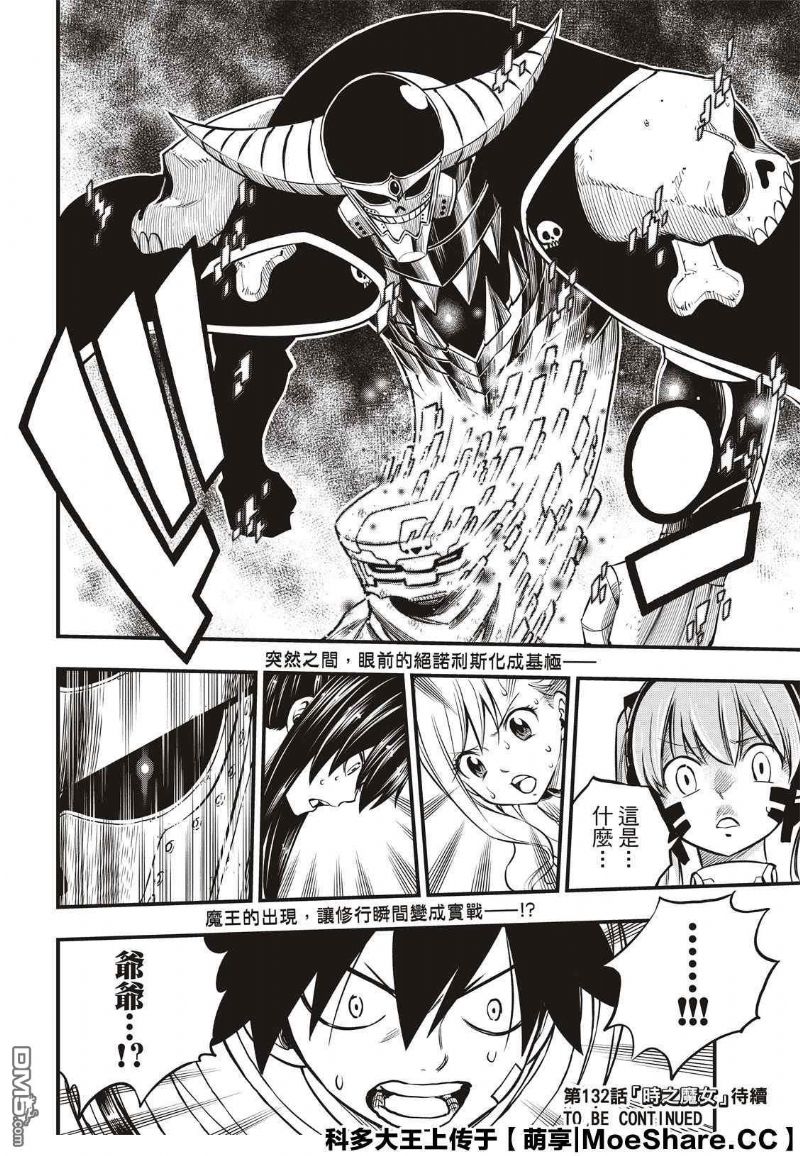 突然之間，眼前的絕諾利斯化成基極——
這是…
什麼…
魔王的出現，讓修行瞬間變成實戰——!?
……!!!
爺爺…!?
第132話「時之魔女」待續
TO BE CONTINUED
DM5.com
科多大王上传于【萌享|MoeShare.CC】